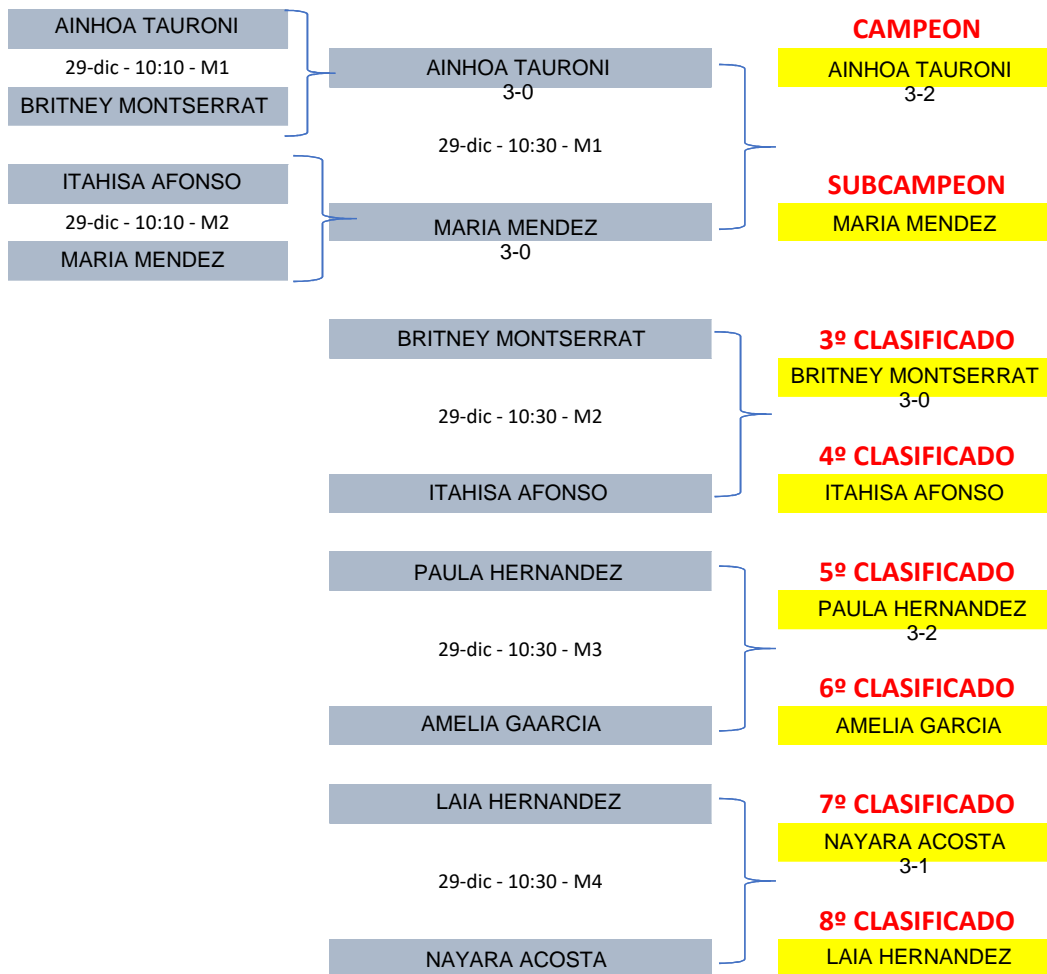 AINHOA TAURONI
29-dic - 10:10 - M1
BRITNEY MONTSERRAT
ITAHISA AFONSO
29-dic - 10:10 - M2
MARIA MENDEZ
AINHOA TAURONI
3-0
29-dic - 10:30 - M1
MARIA MENDEZ
3-0
CAMPEON
AINHOA TAURONI
3-2
SUBCAMPEON
MARIA MENDEZ
BRITNEY MONTSERRAT
29-dic - 10:30 - M2
ITAHISA AFONSO
3º CLASIFICADO
BRITNEY MONTSERRAT
3-0
4º CLASIFICADO
ITAHISA AFONSO
PAULA HERNANDEZ
29-dic - 10:30 - M3
AMELIA GAARCIA
5º CLASIFICADO
PAULA HERNANDEZ
3-2
6º CLASIFICADO
AMELIA GARCIA
LAIA HERNANDEZ
29-dic - 10:30 - M4
NAYARA ACOSTA
7º CLASIFICADO
NAYARA ACOSTA
3-1
8º CLASIFICADO
LAIA HERNANDEZ